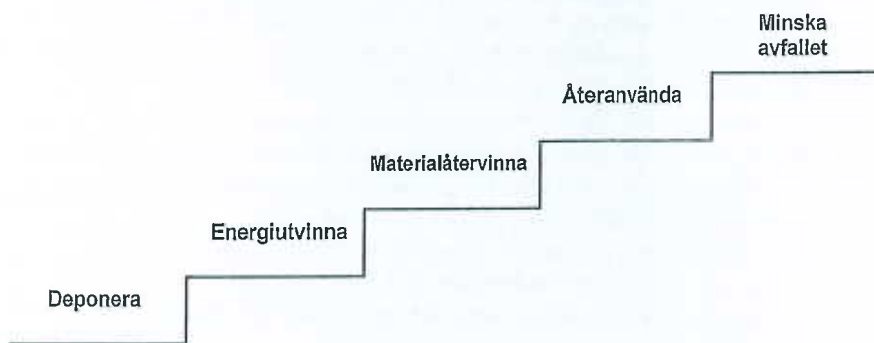 Minska
avfallet
Återanvända
Materialåtervinna
Energiutvinna
Deponera